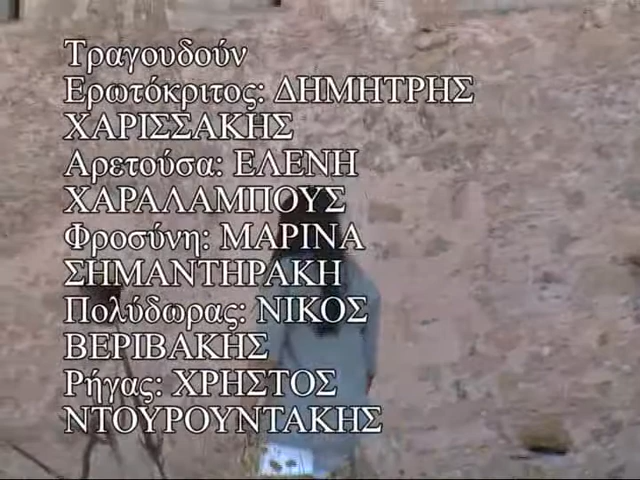 Τραγουδούν
Ερωτόκριτος: ΔΗΜΗΤΡΗΣ
ΧΑΡΙΣΣΑΚΗΣ
Αρετούσα: ΕΛΕΝΗ
ΧΑΡΑΛΑΜΠΟΥΣ
Φροσύνη: ΜΑΡΙΝΑ
ΣΗΜΑΝΤΗΡΑΚΗ
Πολύδωρας: ΝΙΚΟΣ
ΒΕΡΙΒΑΚΗΣ
Ρήγας: ΧΡΗΣΤΟΣ
ΝΤΟΥΡΟΥΝΤΑΚΗΣ